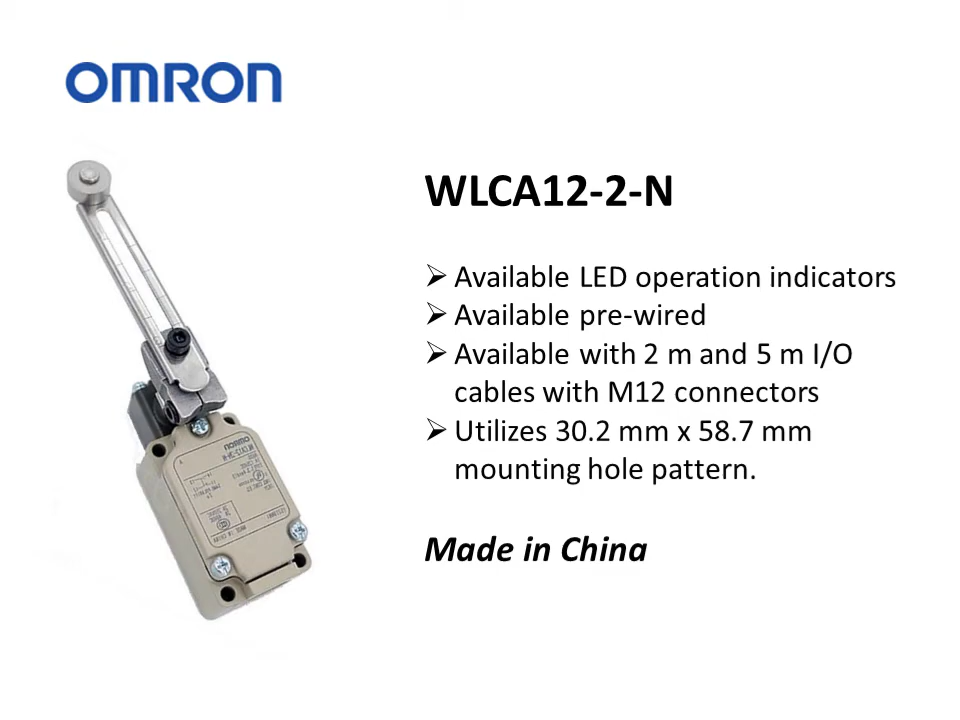 OMRON
WLCA12-2-N
➢ Available LED operation indicators
➢ Available pre-wired
➢ Available with 2 m and 5 m I/O
cables with M12 connectors
➢ Utilizes 30.2 mm x 58.7 mm
mounting hole pattern.
Made in China
OMRON